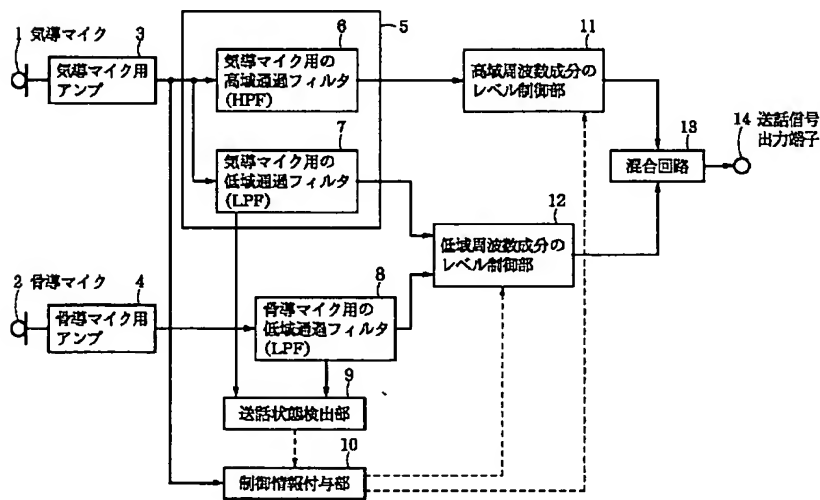 1 気導マイク
3
気導マイク用
アンプ
5
6
気導マイク用の
高域通過フィルタ
(HPF)
7
気導マイク用の
低域通過フィルタ
(LPF)
11
高域周波数成分の
レベル制御部
13
混合回路
14 送話信号
出力端子
12
低域周波数成分の
レベル制御部
2 骨導マイク
4
骨導マイク用
アンプ
8
骨導マイク用の
低域通過フィルタ
(LPF)
9
送話状態検出部
10
制御情報付与部